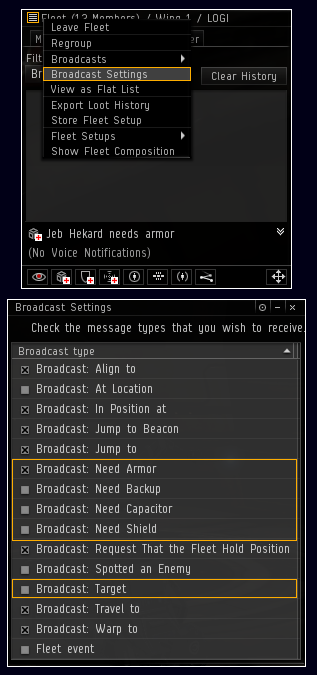 Fleet (13 Members) / Wing 1 / LOGI
Leave Fleet
Regroup
Broadcasts
Broadcast Settings
View as Flat List
Clear History
Export Loot History
Store Fleet Setup
Fleet Setups
Show Fleet Composition
Jeb Hekard needs armor
(No Voice Notifications)
Broadcast Settings
Check the message types that you wish to receive.
Broadcast type
Broadcast: Align to
Broadcast: At Location
Broadcast: In Position at
Broadcast: Jump to Beacon
Broadcast: Jump to
Broadcast: Need Armor
Broadcast: Need Backup
Broadcast: Need Capacitor
Broadcast: Need Shield
Broadcast: Request That the Fleet Hold Position
Broadcast: Spotted an Enemy
Broadcast: Target
Broadcast: Travel to
Broadcast: Warp to
Fleet event